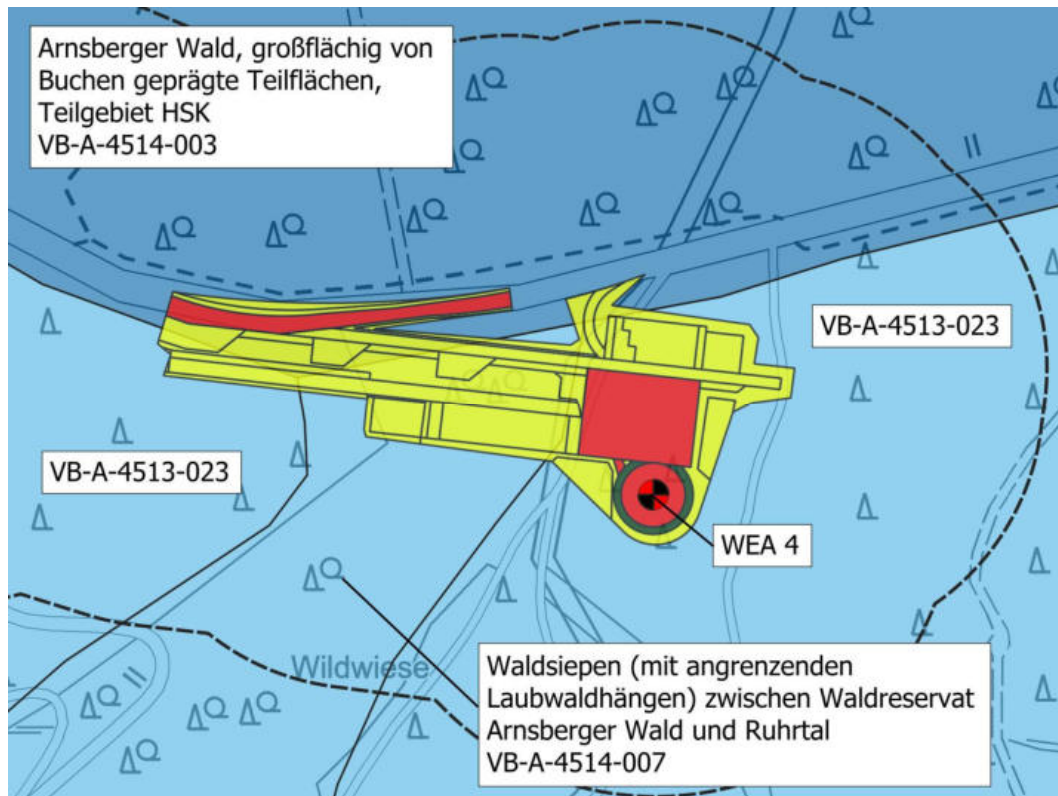 Arnsberger Wald, großflächig von
Buchen geprägte Teilflächen,
Teilgebiet HSK
VB-A-4514-003
VB-A-4513-023
VB-A-4513-023
WEA 4
Wildwiese
Waldsiepen (mit angrenzenden
Laubwaldhängen) zwischen Waldreservat
Arnsberger Wald und Ruhrtal
VB-A-4514-007